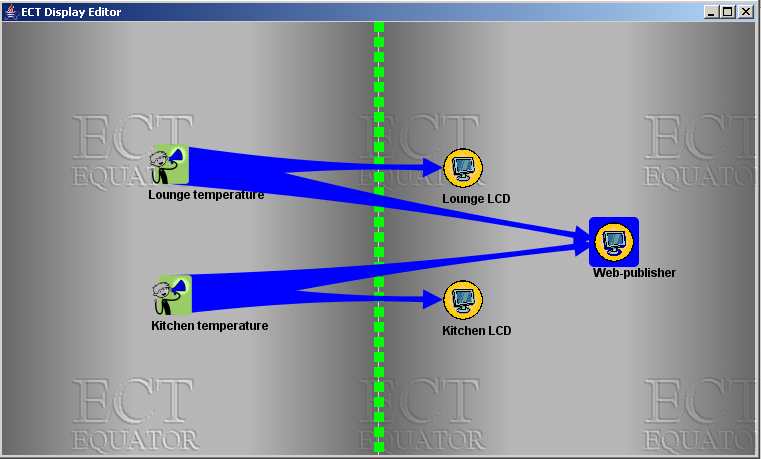 ECT Display Editor
ECT
EQUATOR
ECT
EQUATOR
ECT
EQUATOR
Lounge temperature
Lounge LCD
Web-publisher
Kitchen temperature
Kitchen LCD
ECT
EQUATOR
ECT
EQUATOR
ECT
EQUATOR